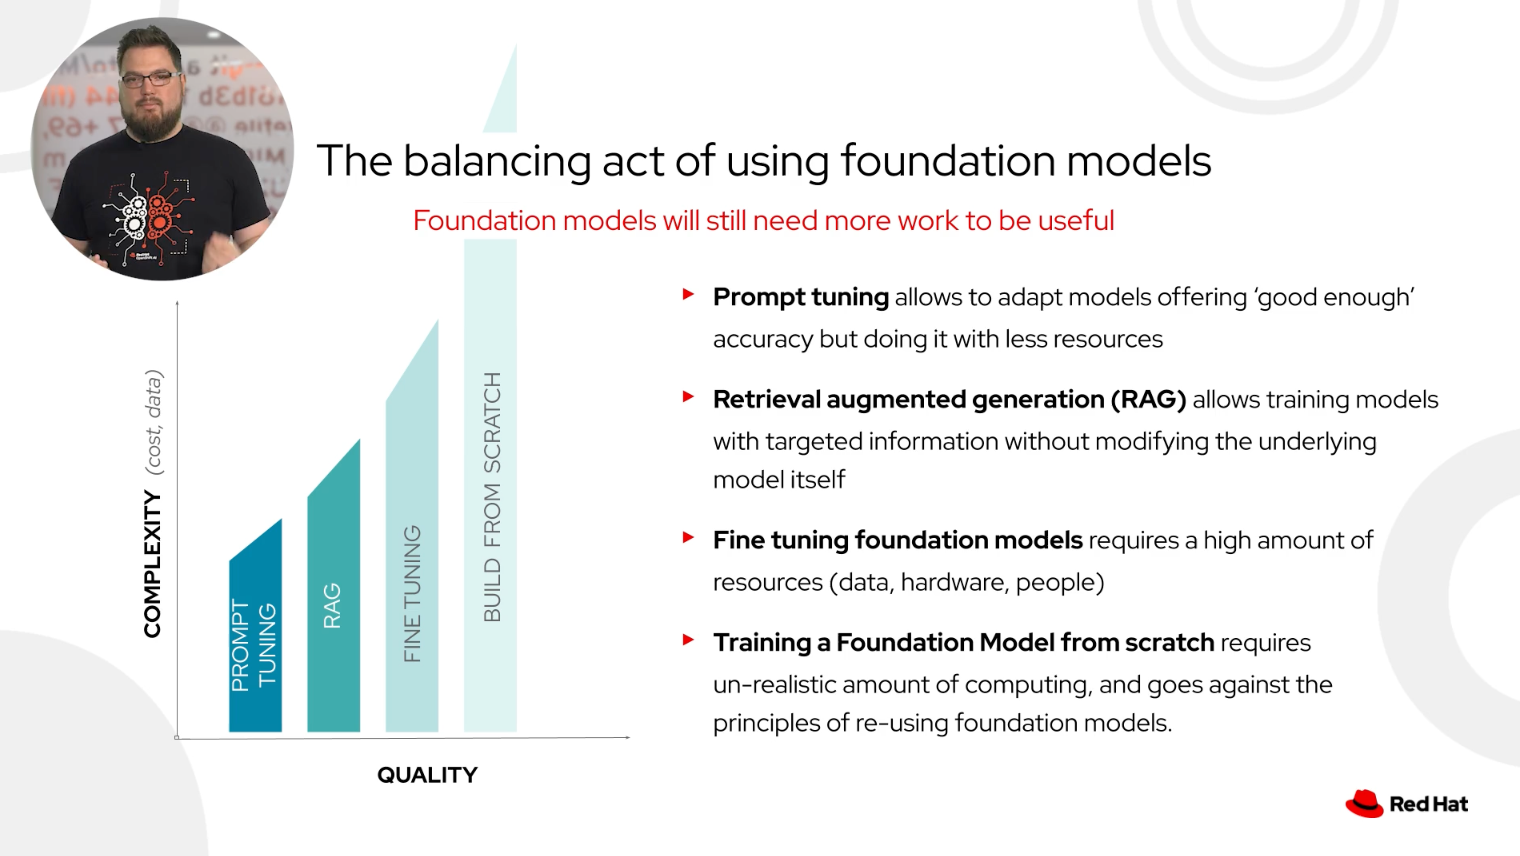 The balancing act of using foundation models
Foundation models will still need more work to be useful
COMPLEXITY (cost, data)
PROMPT
TUNING
RAG
FINE TUNING
BUILD FROM SCRATCH
QUALITY
Prompt tuning allows to adapt models offering ‘good enough’
accuracy but doing it with less resources
Retrieval augmented generation (RAG) allows training models
with targeted information without modifying the underlying
model itself
Fine tuning foundation models requires a high amount of
resources (data, hardware, people)
Training a Foundation Model from scratch requires
un-realistic amount of computing, and goes against the
principles of re-using foundation models.
Red Hat